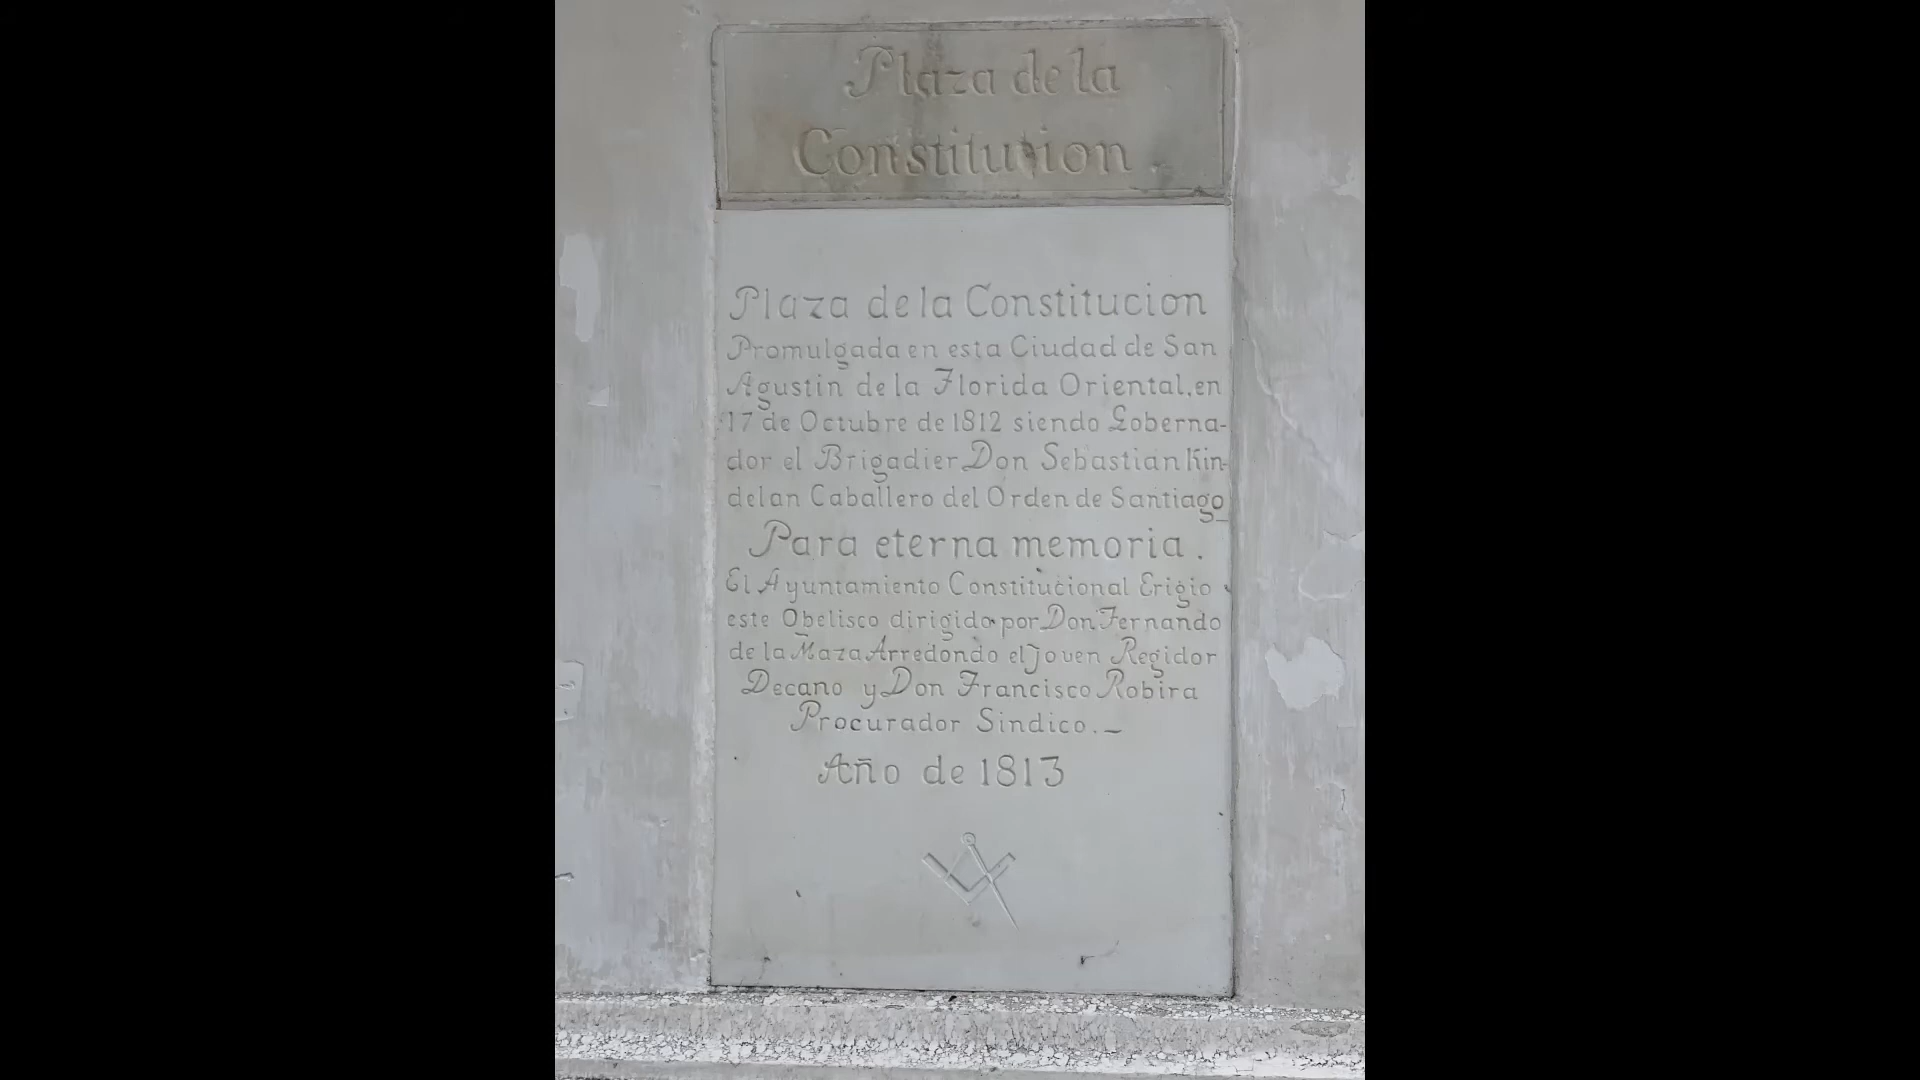 Plaza de la
Constitucion
Plaza de la Constitucion
Promulgada en esta Ciudad de San
Agustin de la Florida Oriental, en
17 de Octubre de 1812 siendo Goberna-
dor el Brigadier Don Sebastian Kin-
delan Caballero del Orden de Santiago
Para eterna memoria.
El Ayuntamiento Constitucional Erigio
este Obelisco dirigido por Don Fernando
de la Maza Arredondo el Joven Regidor
Decano y Don Francisco Robira
Procurador Sindico.
Año de 1813